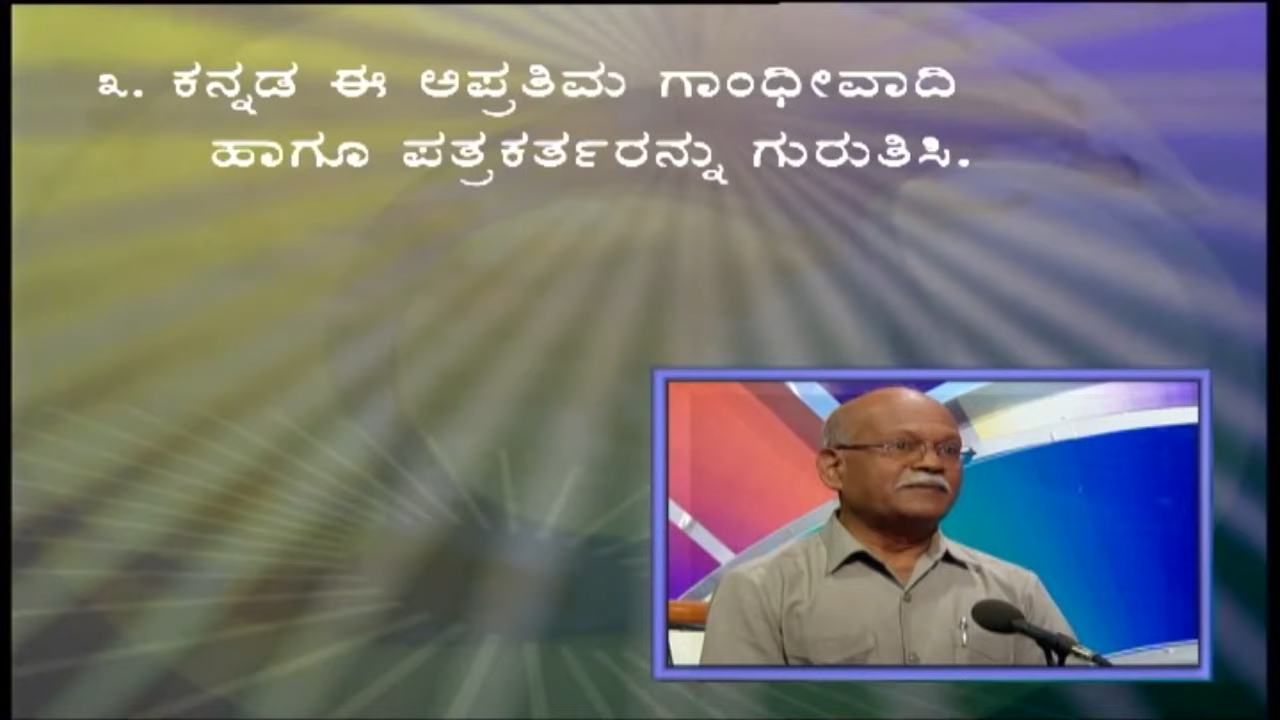 ೩. ಕನ್ನಡ ಈ ಅಪ್ರತಿಮ ಗಾಂಧೀವಾದಿ
ಹಾಗೂ ಪತ್ರಕರ್ತರನ್ನು ಗುರುತಿಸಿ.